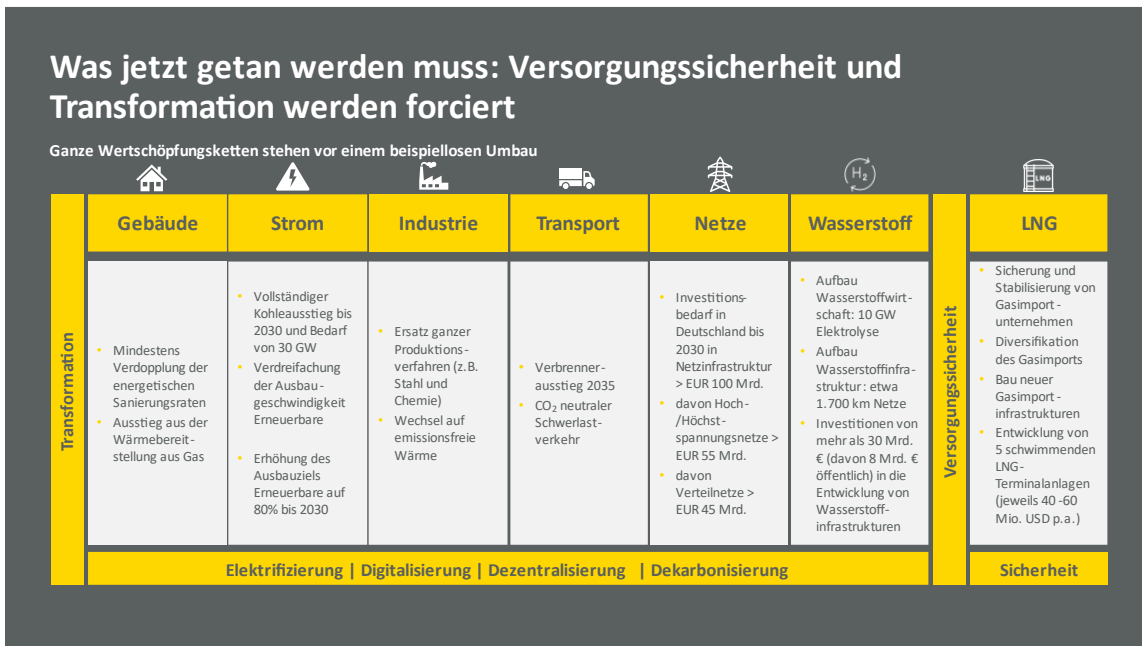 Was jetzt getan werden muss: Versorgungssicherheit und
Transformation werden forciert
Ganze Wertschöpfungsketten stehen vor einem beispiellosen Umbau
H₂
LNG
Transformation
Gebäude
Strom
Industrie
Transport
Netze
Wasserstoff
Versorgungssicherheit
LNG
• Mindestens
Verdopplung der
energetischen
Sanierungsraten
• Ausstieg aus der
Wärmebereit-
stellung aus Gas
• Vollständiger
Kohleausstieg bis
2030 und Bedarf
von 30 GW
• Verdreifachung
der Ausbau-
geschwindigkeit
Erneuerbare
• Erhöhung des
Ausbauziels
Erneuerbare auf
80% bis 2030
• Ersatz ganzer
Produktions-
verfahren (z.B.
Stahl und
Chemie)
• Wechsel auf
emissionsfreie
Wärme
• Verbrenner-
ausstieg 2035
• CO₂ neutraler
Schwerlast-
verkehr
• Investitions-
bedarf in
Deutschland bis
2030 in
Netzinfrastruktur
> EUR 100 Mrd.
• davon Hoch-
/Höchst-
spannungsnetze >
EUR 55 Mrd.
• davon
Verteilnetze >
EUR 45 Mrd.
• Aufbau
Wasserstoffwirt-
schaft: 10 GW
Elektrolyse
• Aufbau
Wasserstoffinfra-
struktur: etwa
1.700 km Netze
• Investitionen von
mehr als 30 Mrd.
€ (davon 8 Mrd. €
öffentlich) in die
Entwicklung von
Wasserstoff-
infrastrukturen
• Sicherung und
Stabilisierung von
Gasimport-
unternehmen
• Diversifikation
des Gasimports
• Bau neuer
Gasimport-
infrastrukturen
• Entwicklung von
5 schwimmenden
LNG-
Terminalanlagen
(jeweils 40 -60
Mio. USD p.a.)
Elektrifizierung | Digitalisierung | Dezentralisierung | Dekarbonisierung
Sicherheit